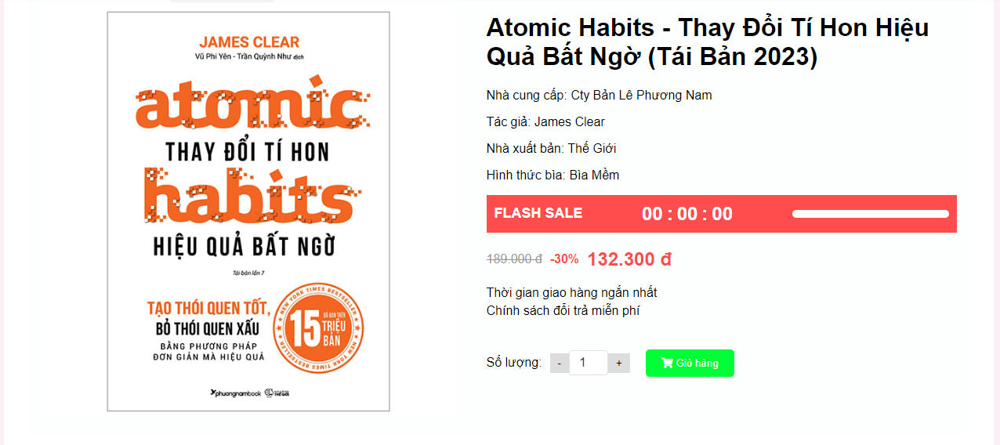 JAMES CLEAR
Vũ Phi Yên - Trần Quỳnh Như dịch
atomic
THAY ĐỔI TÍ HON
habits
HIỆU QUẢ BẤT NGỜ
Tái bản lần 7
TẠO THÓI QUEN TỐT,
BỎ THÓI QUEN XẤU
BẰNG PHƯƠNG PHÁP
ĐƠN GIẢN MÀ HIỆU QUẢ
NEW YORK TIMES BESTSELLER
NEW YORK TIMES BESTSELLER
15
ĐÃ BÁN TRÊN
TRIỆU
BẢN
phuongnambook
THẾ GIỚI
Atomic Habits - Thay Đổi Tí Hon Hiệu
Quả Bất Ngờ (Tái Bản 2023)
Nhà cung cấp: Cty Bản Lê Phương Nam
Tác giả: James Clear
Nhà xuất bản: Thế Giới
Hình thức bìa: Bìa Mềm
FLASH SALE 00 : 00 : 00
189.000 đ -30% 132.300 đ
Thời gian giao hàng ngắn nhất
Chính sách đổi trả miễn phí
Số lượng: - 1 + Giỏ hàng